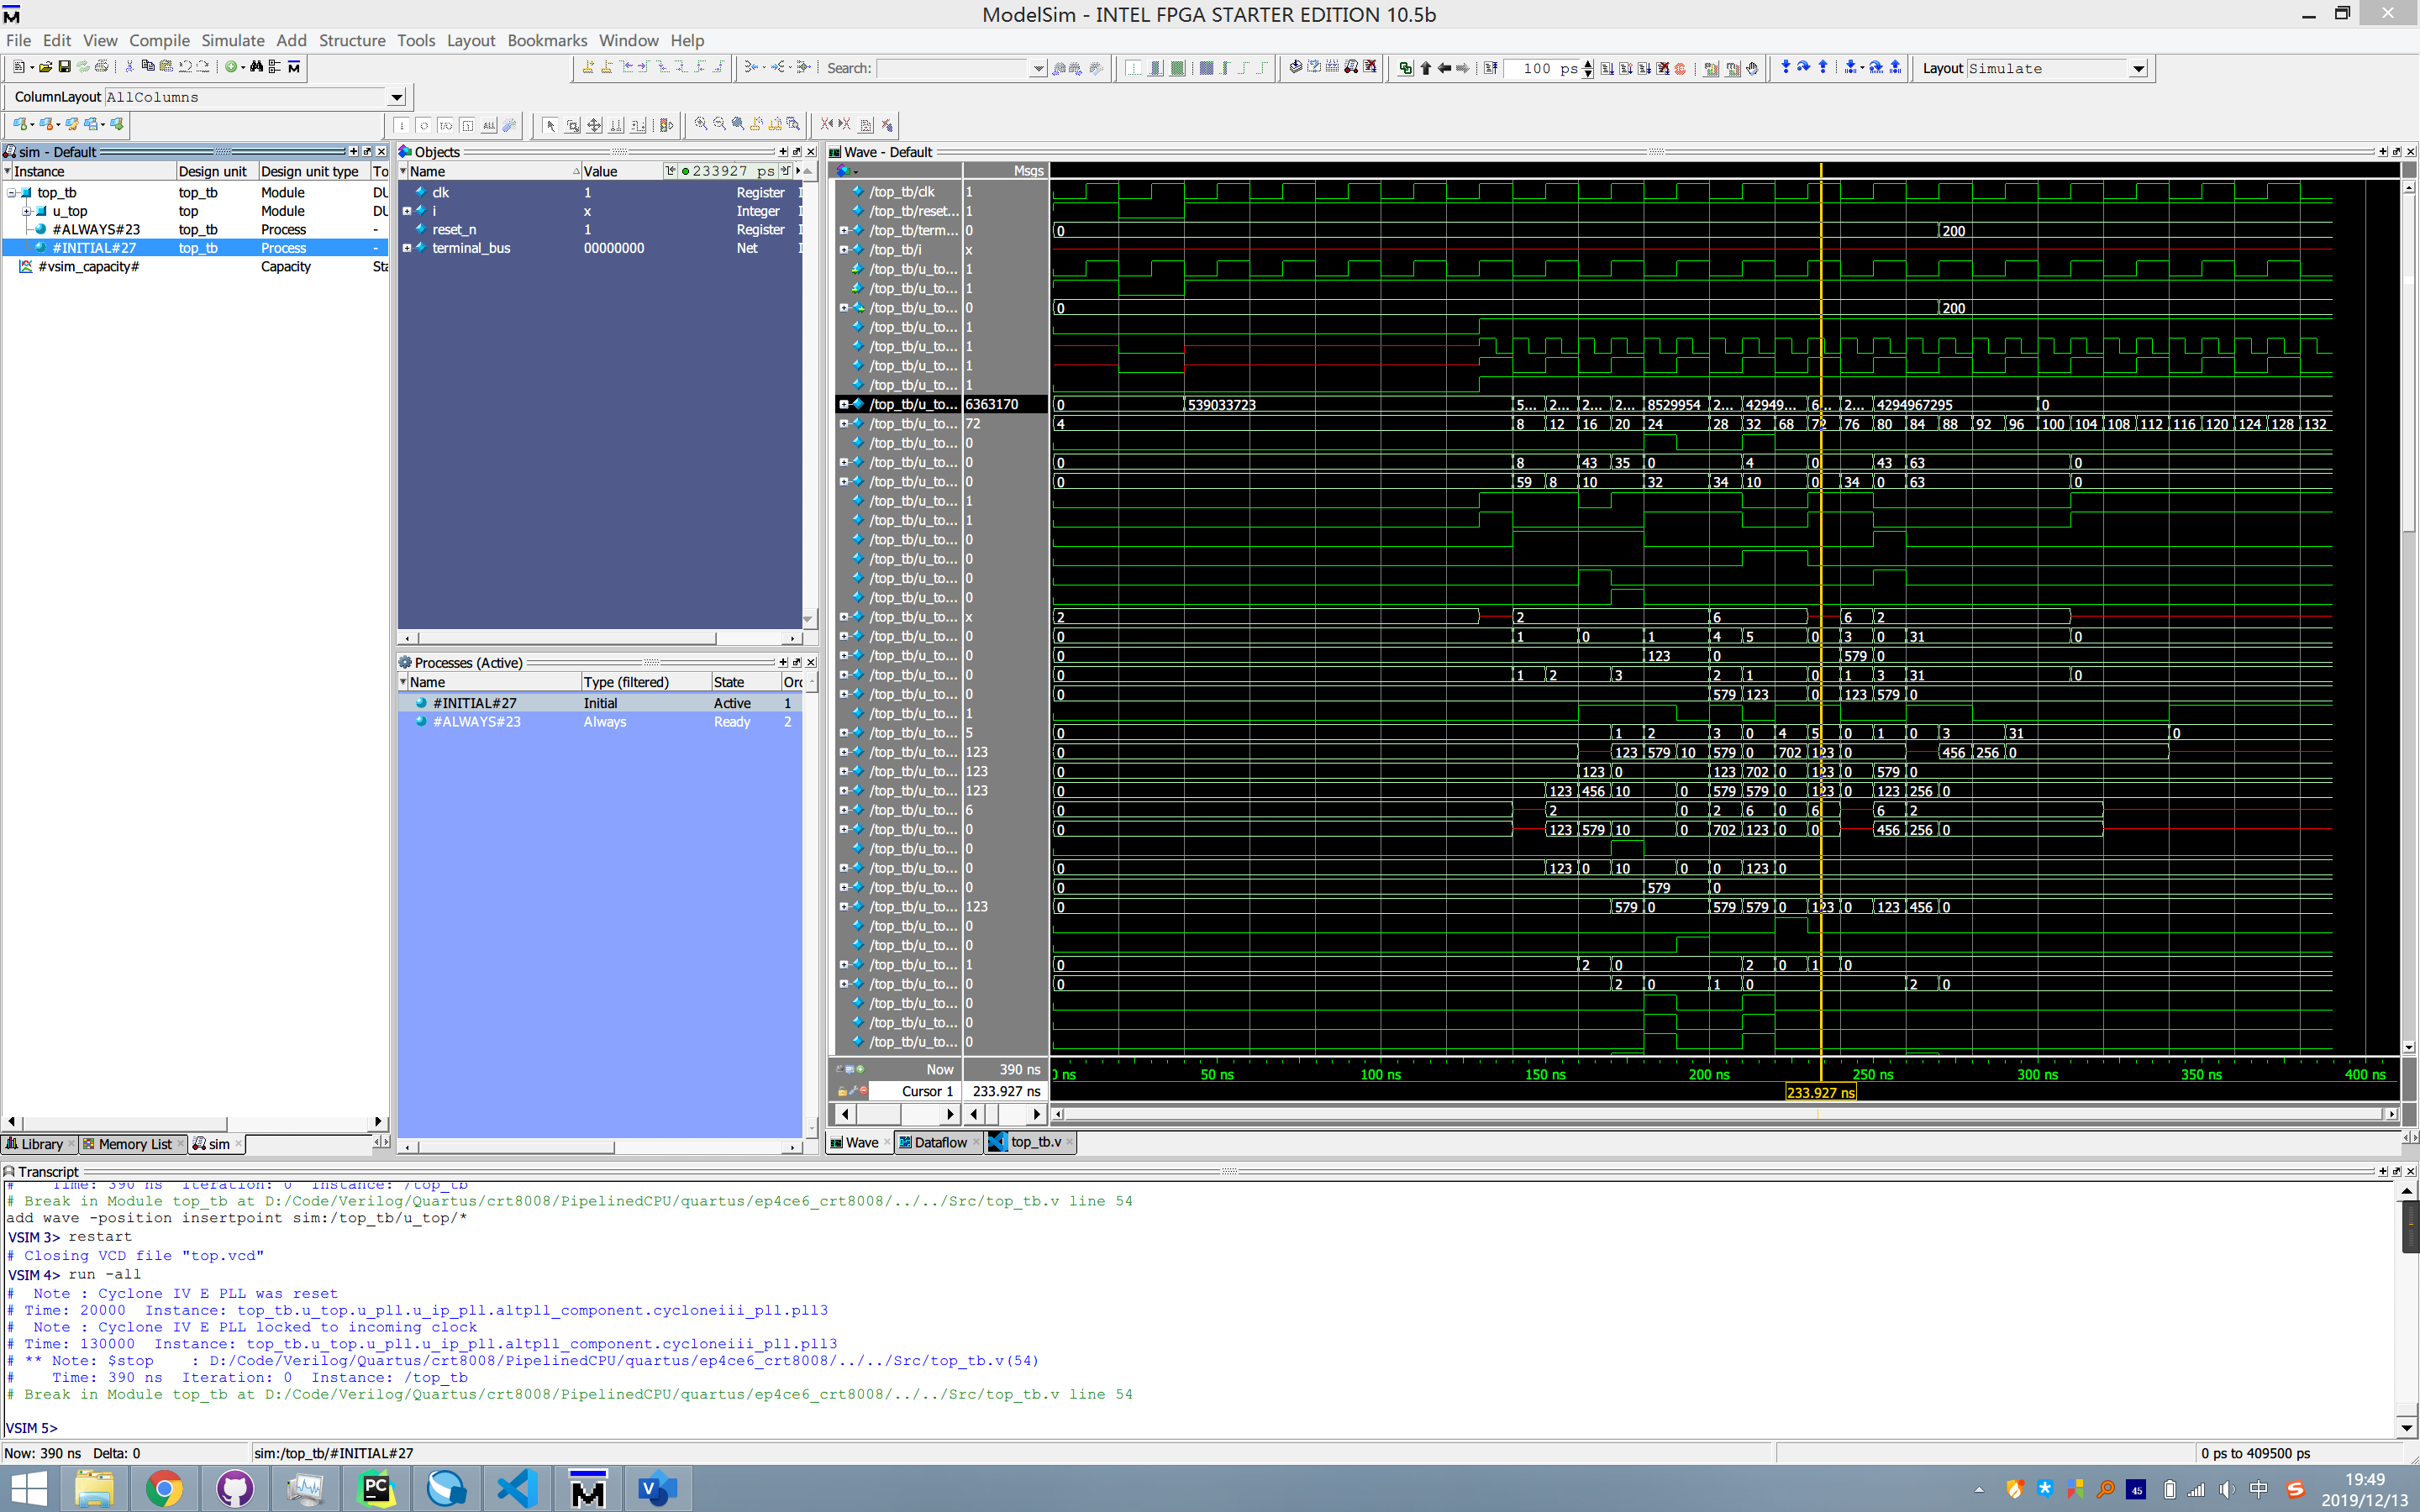 ModelSim - INTEL FPGA STARTER EDITION 10.5b
File Edit View Compile Simulate Add Structure Tools Layout Bookmarks Window Help
Search: 100 ps Layout Simulate
ColumnLayout AllColumns
sim - Default
Instance Design unit Design unit type To
top_tb top_tb Module DU
u_top top Module DU
#ALWAYS#23 top_tb Process -
#INITIAL#27 top_tb Process -
#vsim_capacity# Capacity Sta
Objects
Name Value 233927 ps
clk 1 Register I
i x Integer I
reset_n 1 Register I
terminal_bus 00000000 Net I
Processes (Active)
Name Type (filtered) State Orc
#INITIAL#27 Initial Active 1
#ALWAYS#23 Always Ready 2
Wave - Default
Msgs
/top_tb/clk 1
/top_tb/reset... 1
/top_tb/term... 0 0 200
/top_tb/i x
/top_tb/u_to... 1
/top_tb/u_to... 1
/top_tb/u_to... 0 0 200
/top_tb/u_to... 1
/top_tb/u_to... 1
/top_tb/u_to... 1
/top_tb/u_to... 1
/top_tb/u_to... 6363170 0 539033723 5... 2... 2... 2... 8529954 2... 42949... 6... 2... 4294967295 0
/top_tb/u_to... 72 4 8 12 16 20 24 28 32 68 72 76 80 84 88 92 96 100 104 108 112 116 120 124 128 132
/top_tb/u_to... 0
/top_tb/u_to... 0 0 8 43 35 0 4 0 43 63 0
/top_tb/u_to... 0 0 59 8 10 32 34 10 0 34 0 63 0
/top_tb/u_to... 1
/top_tb/u_to... 1
/top_tb/u_to... 0
/top_tb/u_to... 0
/top_tb/u_to... 0
/top_tb/u_to... 0
/top_tb/u_to... x 2 2 6 6 2
/top_tb/u_to... 0 0 1 0 1 4 5 0 3 0 31 0
/top_tb/u_to... 0 0 123 0 579 0
/top_tb/u_to... 0 0 1 2 3 2 1 0 1 3 31 0
/top_tb/u_to... 0 0 579 123 0 123 579 0
/top_tb/u_to... 1
/top_tb/u_to... 5 0 1 2 3 0 4 5 0 1 0 3 31 0
/top_tb/u_to... 123 0 123 579 10 579 0 702 123 0 456 256 0
/top_tb/u_to... 123 0 123 0 123 702 0 123 0 579 0
/top_tb/u_to... 123 0 123 456 10 0 579 579 0 123 0 123 256 0
/top_tb/u_to... 6 0 2 0 2 6 0 6 6 2
/top_tb/u_to... 0 0 123 579 10 0 702 123 0 0 456 256 0
/top_tb/u_to... 0
/top_tb/u_to... 0 0 123 0 10 0 0 123 0
/top_tb/u_to... 0 0 579 0
/top_tb/u_to... 123 0 579 0 579 579 0 123 0 123 456 0
/top_tb/u_to... 0
/top_tb/u_to... 0
/top_tb/u_to... 1 0 2 0 2 0 1 0
/top_tb/u_to... 0 0 2 0 1 0 2 0
/top_tb/u_to... 0
/top_tb/u_to... 0
/top_tb/u_to... 0
Now 390 ns 50 ns 100 ns 150 ns 200 ns 250 ns 300 ns 350 ns 400 ns
Cursor 1 233.927 ns 233.927 ns
Library Memory List sim
Wave Dataflow top_tb.v
Transcript
# Time: 390 ns Iteration: 0 Instance: /top_tb
# Break in Module top_tb at D:/Code/Verilog/Quartus/crt8008/PipelinedCPU/quartus/ep4ce6_crt8008/../../Src/top_tb.v line 54
add wave -position insertpoint sim:/top_tb/u_top/*
VSIM 3> restart
# Closing VCD file "top.vcd"
VSIM 4> run -all
# Note : Cyclone IV E PLL was reset
# Time: 20000 Instance: top_tb.u_top.u_pll.u_ip_pll.altpll_component.cycloneiii_pll.pll3
# Note : Cyclone IV E PLL locked to incoming clock
# Time: 130000 Instance: top_tb.u_top.u_pll.u_ip_pll.altpll_component.cycloneiii_pll.pll3
# ** Note: $stop : D:/Code/Verilog/Quartus/crt8008/PipelinedCPU/quartus/ep4ce6_crt8008/../../Src/top_tb.v(54)
# Time: 390 ns Iteration: 0 Instance: /top_tb
# Break in Module top_tb at D:/Code/Verilog/Quartus/crt8008/PipelinedCPU/quartus/ep4ce6_crt8008/../../Src/top_tb.v line 54
VSIM 5>
Now: 390 ns Delta: 0 sim:/top_tb/#INITIAL#27 0 ps to 409500 ps
PC 45 中 19:49
2019/12/13